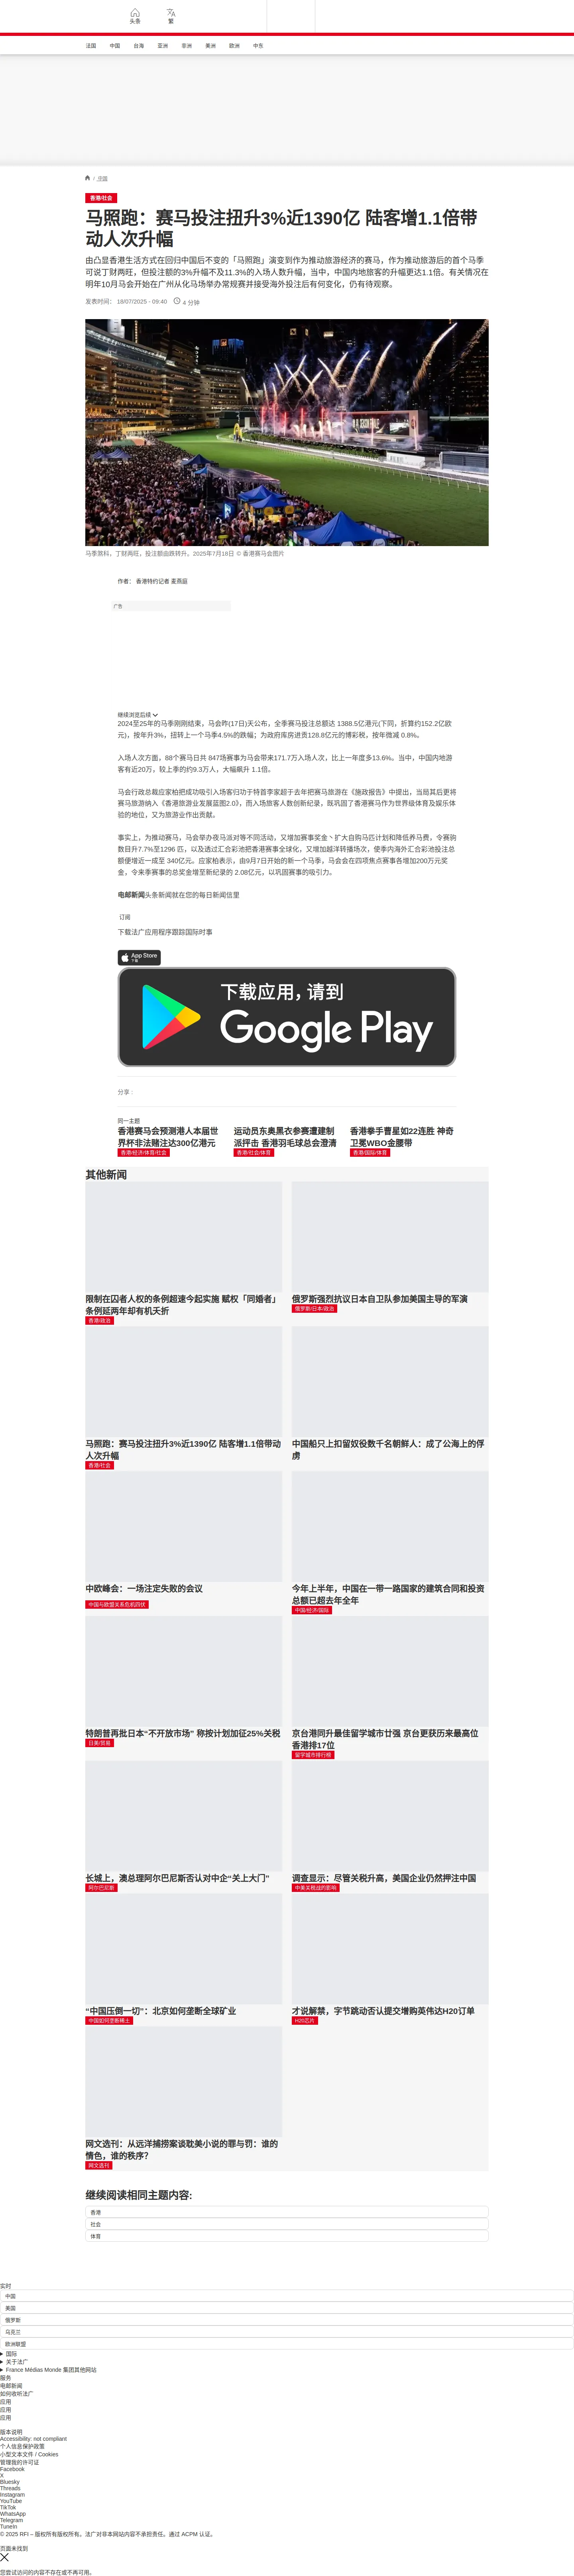 头条
繁
法国
中国
台海
亚洲
非洲
美洲
欧洲
中东
/ 中国
香港/社会
马照跑：赛马投注扭升3%近1390亿 陆客增1.1倍带
动人次升幅
由凸显香港生活方式在回归中国后不变的「马照跑」演变到作为推动旅游经济的赛马，作为推动旅游后的首个马季
可说丁财两旺，但投注额的3%升幅不及11.3%的入场人数升幅，当中，中国内地旅客的升幅更达1.1倍。有关情况在
明年10月马会开始在广州从化马场举办常规赛并接受海外投注后有何变化，仍有待观察。
发表时间： 18/07/2025 - 09:40
4 分钟
马季煞科，丁财两旺，投注额由跌转升。2025年7月18日 © 香港赛马会图片
作者： 香港特约记者 麦燕庭
广告
继续浏览后续
2024至25年的马季刚刚结束，马会昨(17日)天公布，全季赛马投注总额达 1388.5亿港元(下同，折算约152.2亿欧
元)，按年升3%，扭转上一个马季4.5%的跌幅；为政府库房进贡128.8亿元的博彩税，按年微减 0.8%。
入场人次方面，88个赛马日共 847场赛事为马会带来171.7万入场人次，比上一年度多13.6%。当中，中国内地游
客有近20万，较上季的约9.3万人，大幅飙升 1.1倍。
马会行政总裁应家柏把成功吸引入场客归功于特首李家超于去年把赛马旅游在《施政报告》中提出，当局其后更将
赛马旅游纳入《香港旅游业发展蓝图2.0》，而入场旅客人数创新纪录，既巩固了香港赛马作为世界级体育及娱乐体
验的地位，又为旅游业作出贡献。
事实上，为推动赛马，马会举办夜马派对等不同活动，又增加赛事奖金丶扩大自购马匹计划和降低养马费，令赛驹
数目升7.7%至1296 匹，以及透过汇合彩池把香港赛事全球化，又增加越洋转播场次，使季内海外汇合彩池投注总
额便增近一成至 340亿元。应家柏表示，由9月7日开始的新一个马季，马会会在四项焦点赛事各增加200万元奖
金，令来季赛事的总奖金增至新纪录的 2.08亿元，以巩固赛事的吸引力。
电邮新闻头条新闻就在您的每日新闻信里
订阅
下载法广应用程序跟踪国际时事
App Store
下载
下载应用，请到
Google Play
分享 :
同一主题
香港赛马会预测港人本届世
界杯非法赌注达300亿港元
香港/经济/体育/社会
运动员东奥黑衣参赛遭建制
派抨击 香港羽毛球总会澄清
香港/社会/体育
香港拳手曹星如22连胜 神奇
卫冕WBO金腰带
香港/国际/体育
其他新闻
限制在囚者人权的条例超速今起实施 赋权「同婚者」
条例延两年却有机夭折
香港/政治
俄罗斯强烈抗议日本自卫队参加美国主导的军演
俄罗斯/日本/政治
马照跑：赛马投注扭升3%近1390亿 陆客增1.1倍带动
人次升幅
香港/社会
中国船只上扣留奴役数千名朝鲜人：成了公海上的俘
虏
中欧峰会：一场注定失败的会议
中国与欧盟关系危机四伏
今年上半年，中国在一带一路国家的建筑合同和投资
总额已超去年全年
中国/经济/国际
特朗普再批日本“不开放市场” 称按计划加征25%关税
日美/贸易
京台港同升最佳留学城市廿强 京台更获历来最高位
香港排17位
留学城市排行榜
长城上，澳总理阿尔巴尼斯否认对中企“关上大门”
阿尔巴尼斯
调查显示：尽管关税升高，美国企业仍然押注中国
中美关税战的影响
“中国压倒一切”：北京如何垄断全球矿业
中国如何垄断稀土
才说解禁，字节跳动否认提交增购英伟达H20订单
H20芯片
网文选刊：从远洋捕捞案谈耽美小说的罪与罚：谁的
情色，谁的秩序？
网文选刊
继续阅读相同主题内容:
香港
社会
体育
实时
中国
美国
俄罗斯
乌克兰
欧洲联盟
国际
关于法广
France Médias Monde 集团其他网站
服务
电邮新闻
如何收听法广
应用
应用
应用
版本说明
Accessibility: not compliant
个人信息保护政策
小型文本文件 / Cookies
管理我的许可证
Facebook
X
Bluesky
Threads
Instagram
YouTube
TikTok
WhatsApp
Telegram
TuneIn
© 2025 RFI – 版权所有版权所有。法广对非本网站内容不承担责任。通过 ACPM 认证。
页面未找到
您尝试访问的内容不存在或不再可用。